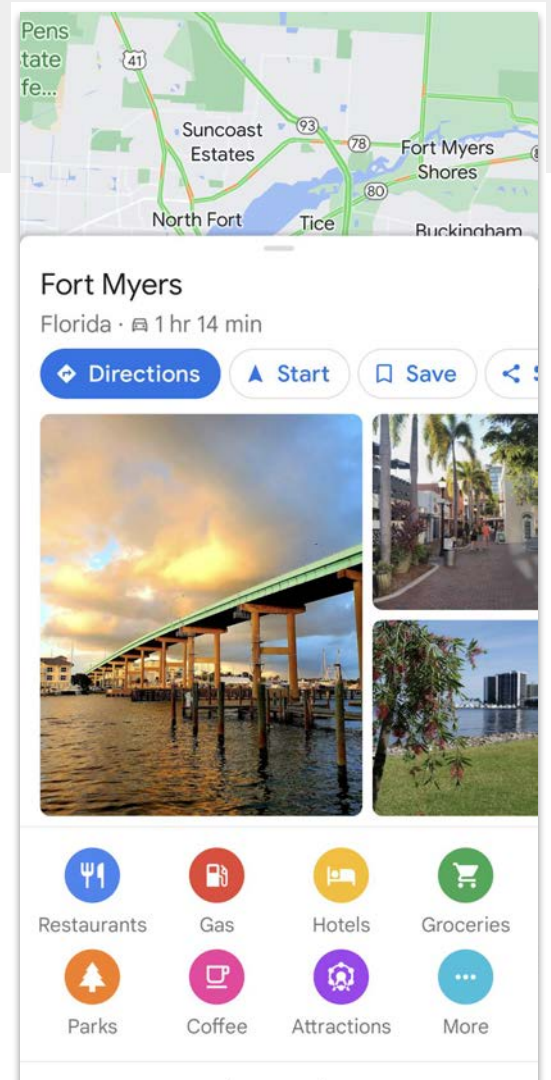 Pens
tate
fe...
41
Suncoast
Estates
93
78
Fort Myers
Shores
80
North Fort
Tice
Buckingham
Fort Myers
Florida · 1 hr 14 min
Directions
Start
Save
Restaurants
Gas
Hotels
Groceries
Parks
Coffee
Attractions
More